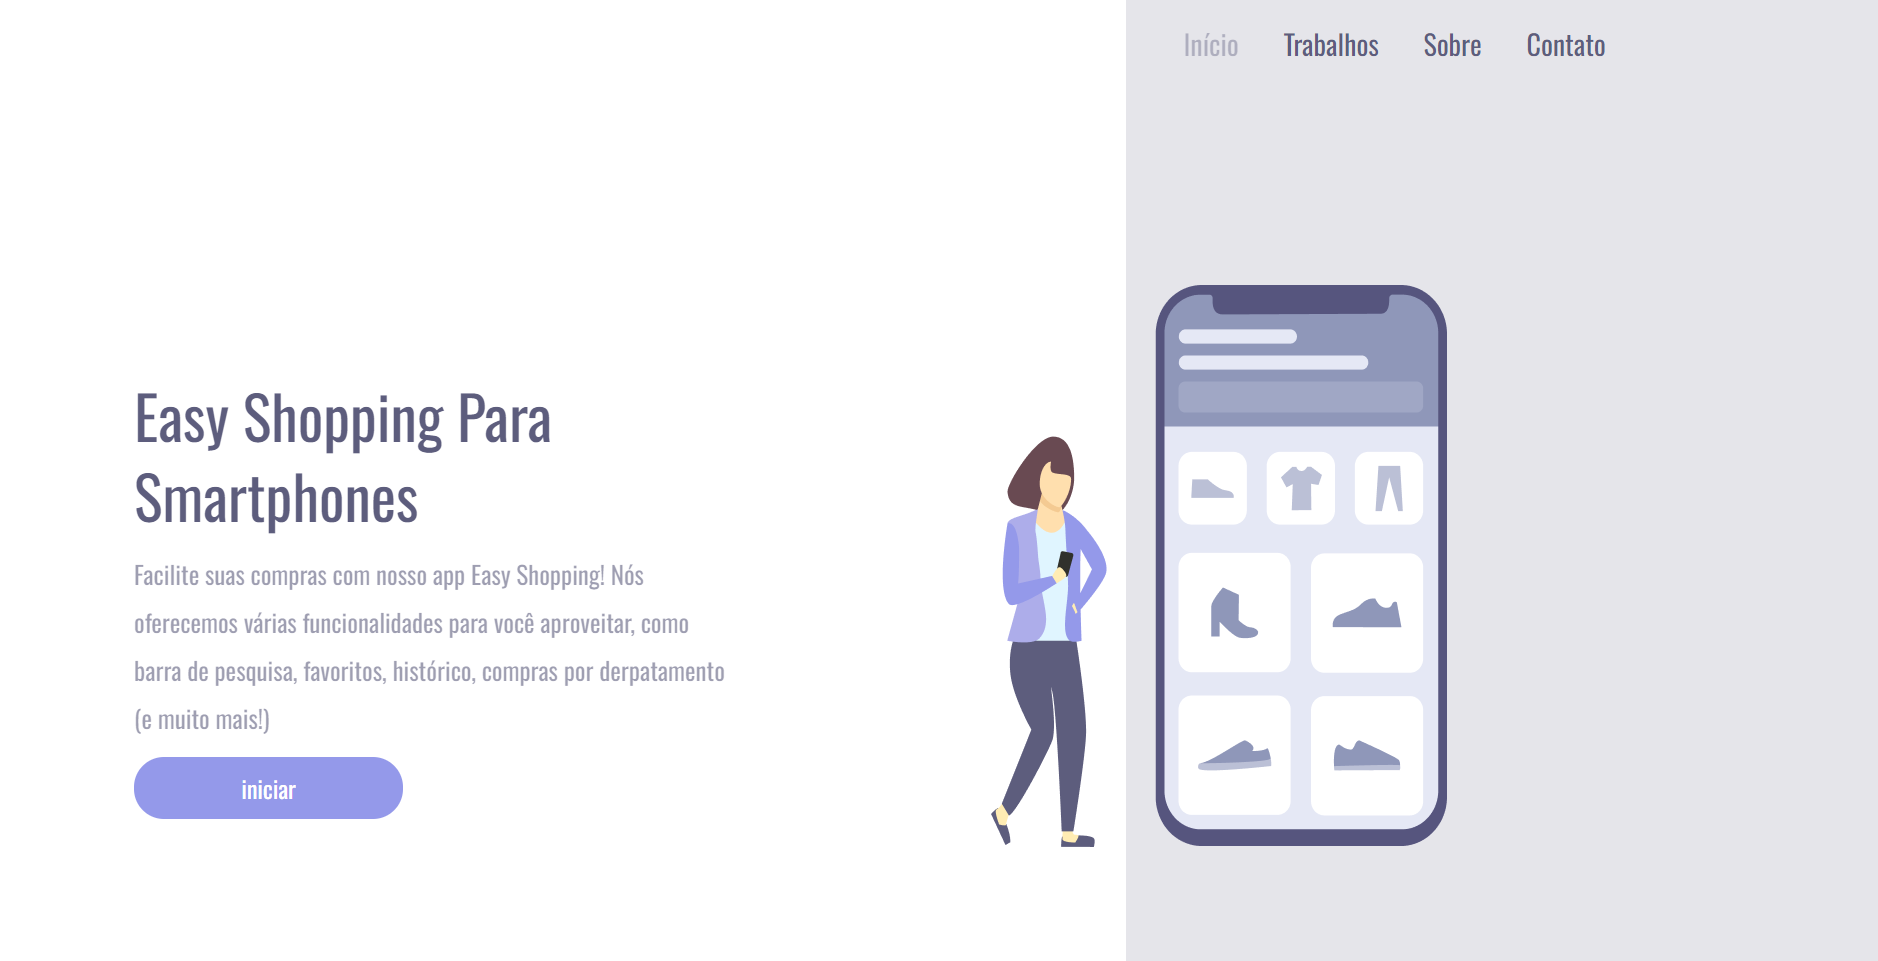 Início Trabalhos Sobre Contato
Easy Shopping Para
Smartphones
Facilite suas compras com nosso app Easy Shopping! Nós
oferecemos várias funcionalidades para você aproveitar, como
barra de pesquisa, favoritos, histórico, compras por derpatamento
(e muito mais!)
iniciar